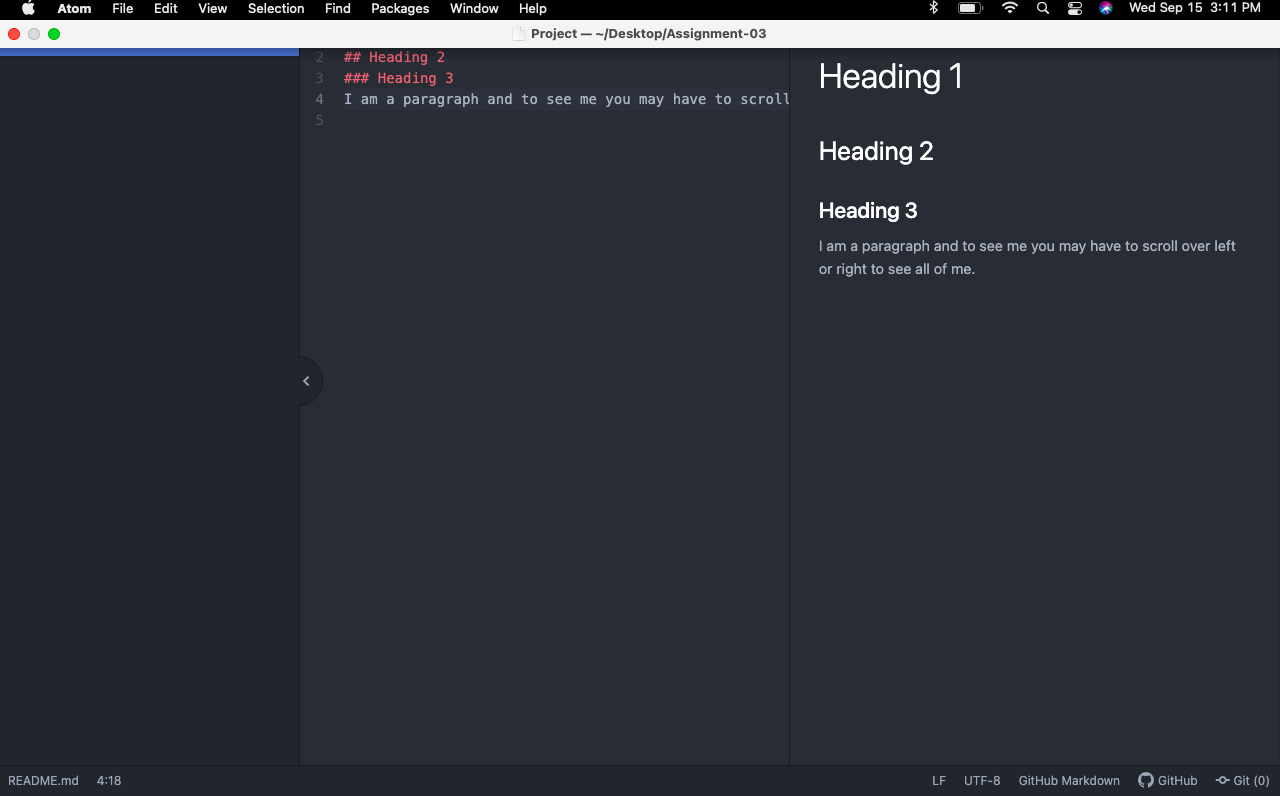 Atom File Edit View Selection Find Packages Window Help Wed Sep 15 3:11 PM
Project — ~/Desktop/Assignment-03
2 ## Heading 2
3 ### Heading 3
4 I am a paragraph and to see me you may have to scroll
5
Heading 1
Heading 2
Heading 3
I am a paragraph and to see me you may have to scroll over left
or right to see all of me.
README.md 4:18 LF UTF-8 GitHub Markdown GitHub Git (0)